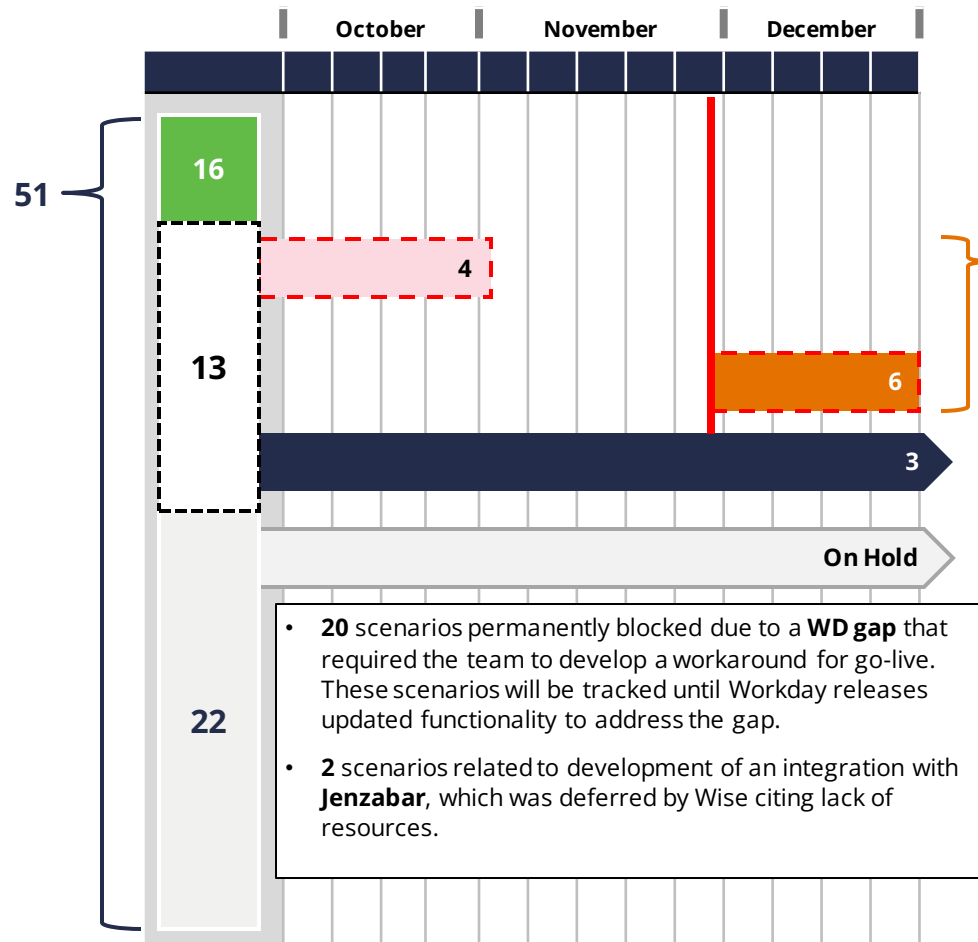 October
November
December
16
51
4
13
6
3
On Hold
• 20 scenarios permanently blocked due to a WD gap that
required the team to develop a workaround for go-live.
These scenarios will be tracked until Workday releases
updated functionality to address the gap.
22
• 2 scenarios related to development of an integration with
Jenzabar, which was deferred by Wise citing lack of
resources.